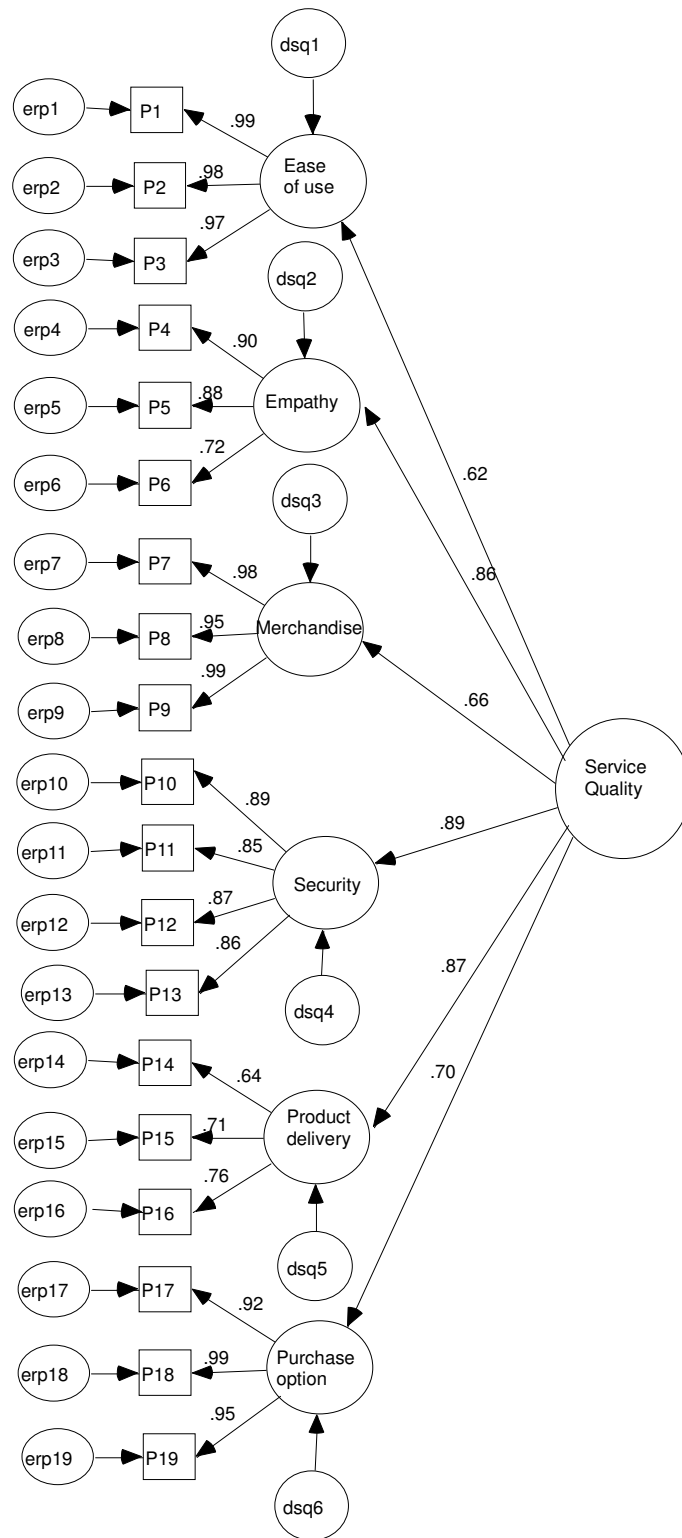 dsq1
erp1
P1
.99
Ease
of use
erp2
P2
.98
.97
erp3
P3
dsq2
erp4
P4
.90
Empathy
erp5
P5
.88
.72
erp6
P6
.62
dsq3
.86
erp7
P7
.98
Merchandise
erp8
P8
.95
.99
erp9
P9
.66
Service
Quality
erp10
P10
.89
.89
erp11
P11
.85
Security
erp12
P12
.87
.86
erp13
P13
.87
dsq4
erp14
P14
.64
.70
Product
delivery
erp15
P15
.71
.76
erp16
P16
dsq5
erp17
P17
.92
Purchase
option
erp18
P18
.99
.95
erp19
P19
dsq6